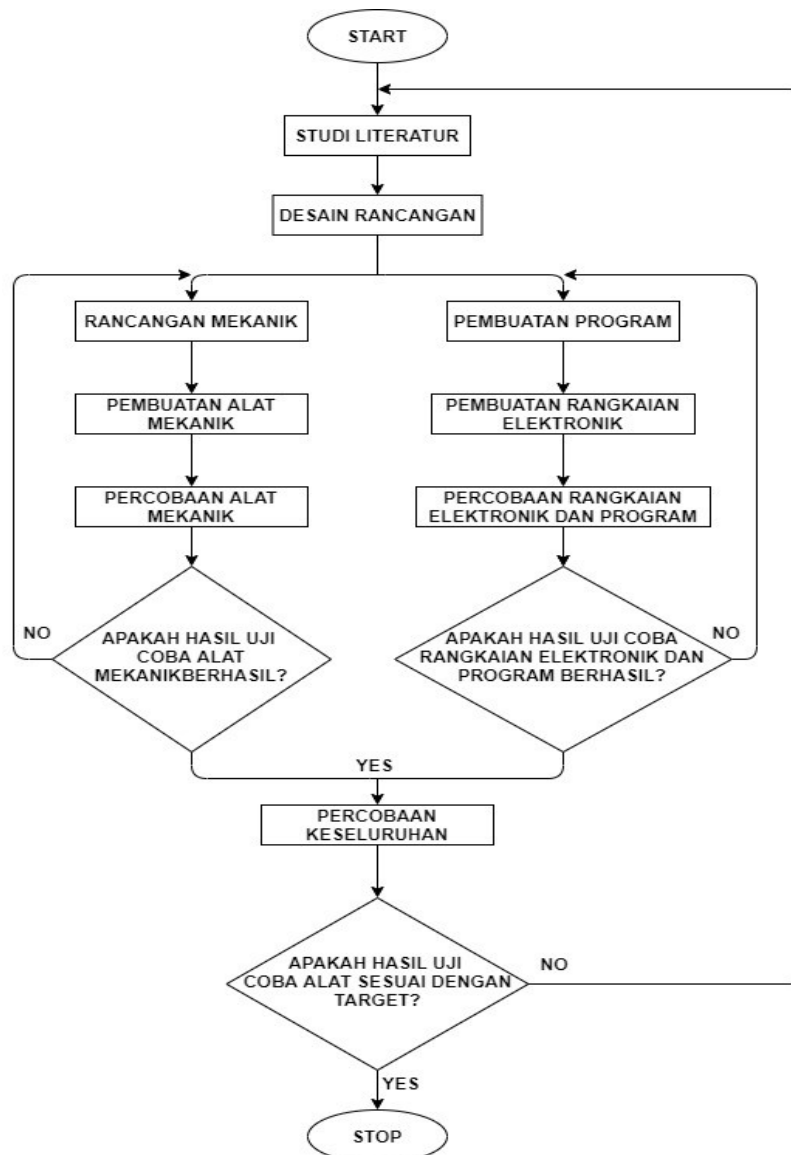 START
STUDI LITERATUR
DESAIN RANCANGAN
RANCANGAN MEKANIK
PEMBUATAN ALAT
MEKANIK
PERCOBAAN ALAT
MEKANIK
NO
APAKAH HASIL UJI
COBA ALAT
MEKANIKBERHASIL?
PEMBUATAN PROGRAM
PEMBUATAN RANGKAIAN
ELEKTRONIK
PERCOBAAN RANGKAIAN
ELEKTRONIK DAN PROGRAM
APAKAH HASIL UJI COBA
RANGKAIAN ELEKTRONIK DAN
PROGRAM BERHASIL?
NO
YES
PERCOBAAN
KESELURUHAN
APAKAH HASIL UJI
COBA ALAT SESUAI DENGAN
TARGET?
NO
YES
STOP